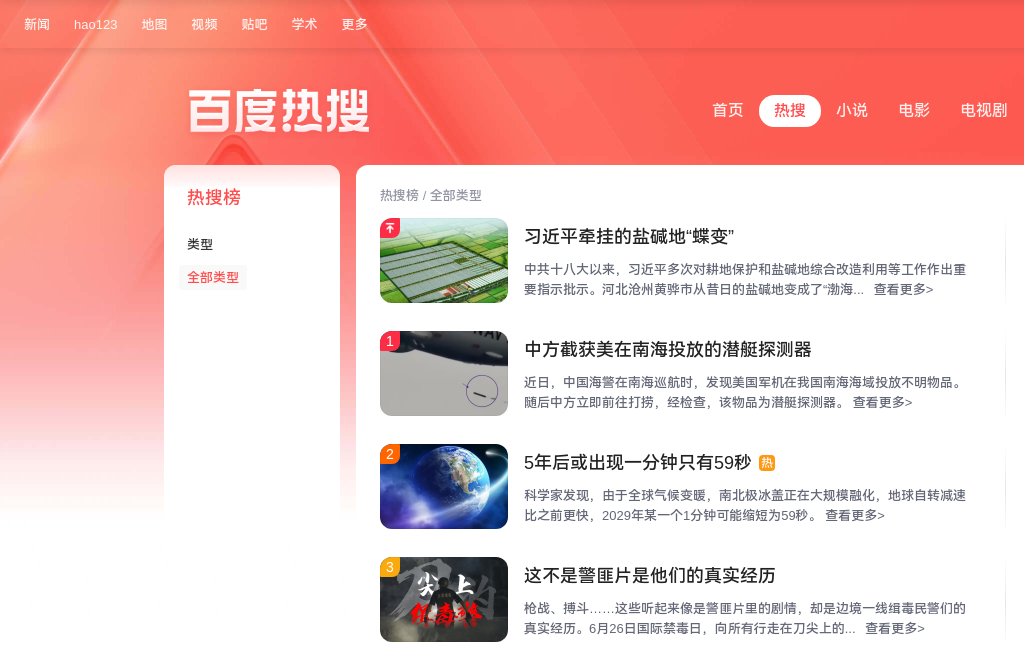 新闻 hao123 地图 视频 贴吧 学术 更多
百度热搜
首页 热搜 小说 电影 电视剧
热搜榜
类型
全部类型
热搜榜 / 全部类型
习近平牵挂的盐碱地“蝶变”
中共十八大以来，习近平多次对耕地保护和盐碱地综合改造利用等工作作出重
要指示批示。河北沧州黄骅市从昔日的盐碱地变成了“渤海... 查看更多>
1
中方截获美在南海投放的潜艇探测器
近日，中国海警在南海巡航时，发现美国军机在我国南海海域投放不明物品。
随后中方立即前往打捞，经检查，该物品为潜艇探测器。 查看更多>
2
5年后或出现一分钟只有59秒 热
科学家发现，由于全球气候变暖，南北极冰盖正在大规模融化，地球自转减速
比之前更快，2029年某一个1分钟可能缩短为59秒。 查看更多>
3
尖上
这不是警匪片是他们的真实经历
枪战、搏斗……这些听起来像是警匪片里的剧情，却是边境一线缉毒民警们的
真实经历。6月26日国际禁毒日，向所有行走在刀尖上的... 查看更多>